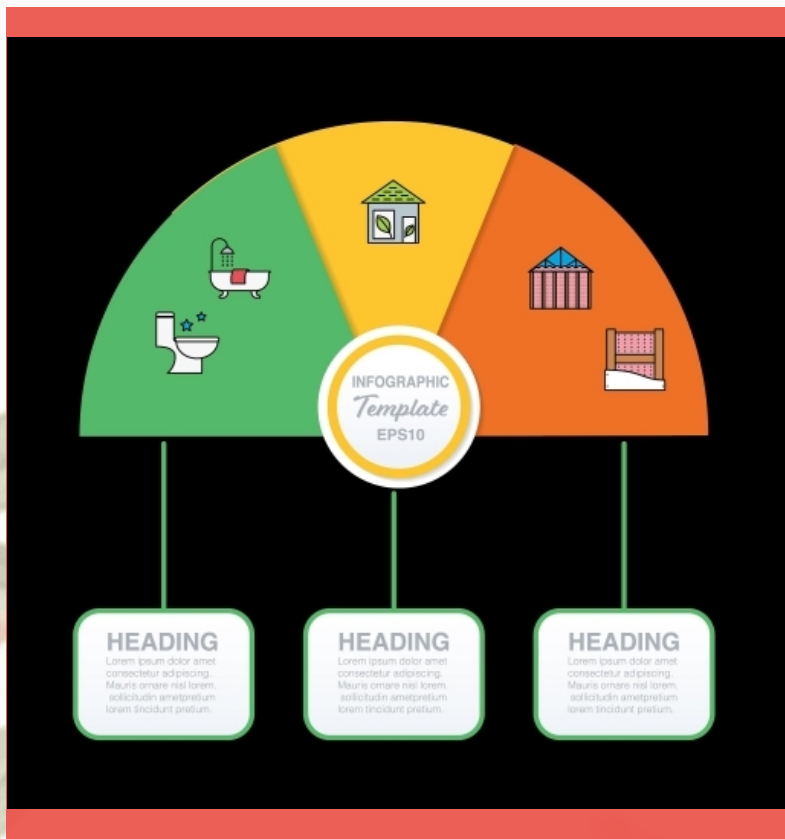 INFOGRAPHIC
Template
EPS10
HEADING
Lorem ipsum dolor amet
consectetur adipiscing.
Mauris ornare nisl lorem.
sollicitudin ametpretium
lorem tincidunt pretium.
HEADING
Lorem ipsum dolor amet
consectetur adipiscing.
Mauris ornare nisl lorem.
sollicitudin ametpretium
lorem tincidunt pretium.
HEADING
Lorem ipsum dolor amet
consectetur adipiscing.
Mauris ornare nisl lorem.
sollicitudin ametpretium
lorem tincidunt pretium.